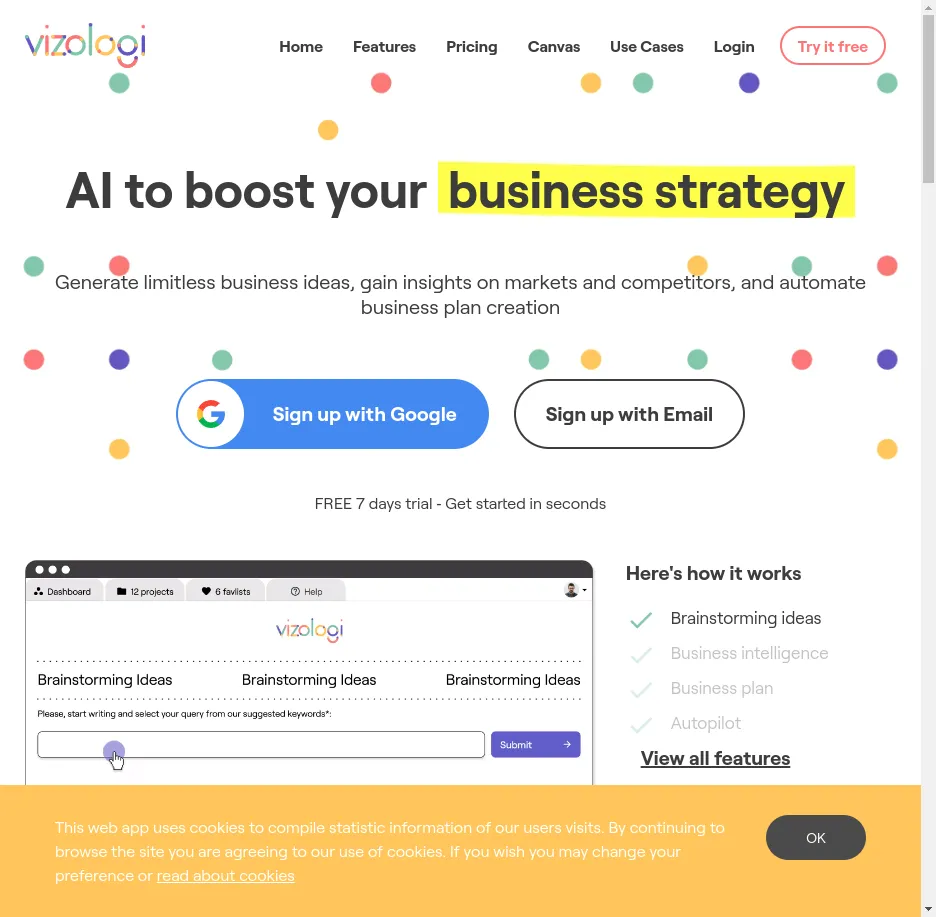 vizologi
Home Features Pricing Canvas Use Cases Login Try it free
AI to boost your business strategy
Generate limitless business ideas, gain insights on markets and competitors, and automate
business plan creation
Sign up with Google
Sign up with Email
FREE 7 days trial - Get started in seconds
Dashboard 12 projects 6 favlists Help
vizologi
Brainstorming Ideas Brainstorming Ideas Brainstorming Ideas
Please, start writing and select your query from our suggested keywords*:
Submit
Here's how it works
Brainstorming ideas
Business intelligence
Business plan
Autopilot
View all features
This web app uses cookies to compile statistic information of our users visits. By continuing to
browse the site you are agreeing to our use of cookies. If you wish you may change your
preference or read about cookies
OK